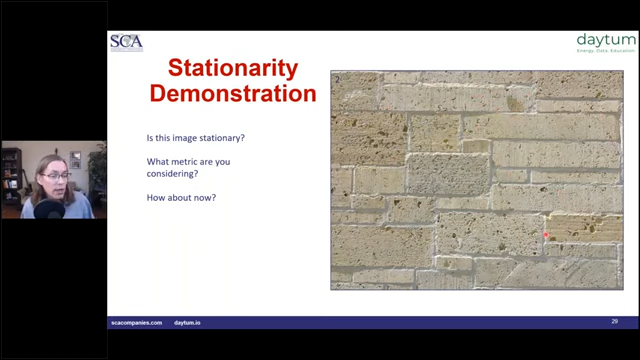 SCA
daytum
Energy. Data. Education.
Stationarity
Demonstration
Is this image stationary?
What metric are you
considering?
How about now?
2
scacompanies.com daytum.io
29